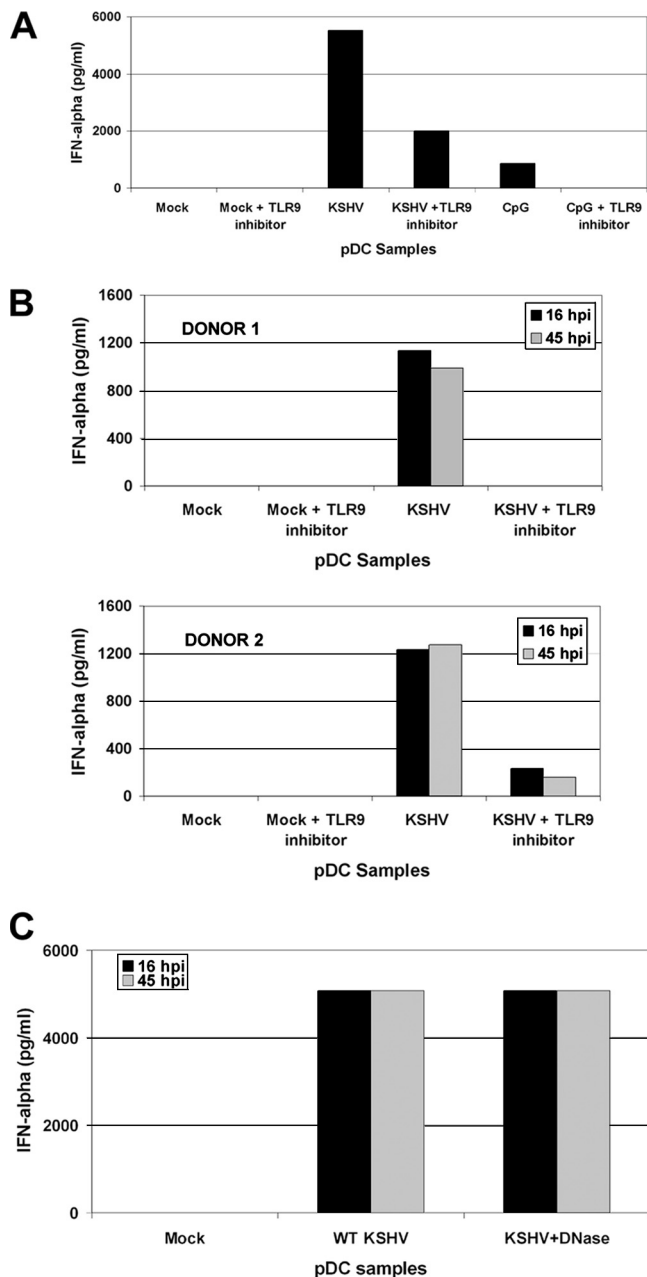 A
IFN-alpha (pg/ml)
6000
4000
2000
0
Mock
Mock + TLR9
inhibitor
KSHV
KSHV +TLR9
inhibitor
CpG
CpG + TLR9
inhibitor
pDC Samples
B
IFN-alpha (pg/ml)
1600
1200
800
400
0
DONOR 1
16 hpi
45 hpi
Mock
Mock + TLR9
inhibitor
KSHV
KSHV + TLR9
inhibitor
pDC Samples
IFN-alpha (pg/ml)
1600
1200
800
400
0
DONOR 2
16 hpi
45 hpi
Mock
Mock + TLR9
inhibitor
KSHV
KSHV + TLR9
inhibitor
pDC Samples
C
IFN-alpha (pg/ml)
6000
4000
2000
0
16 hpi
45 hpi
Mock
WT KSHV
KSHV+DNase
pDC samples